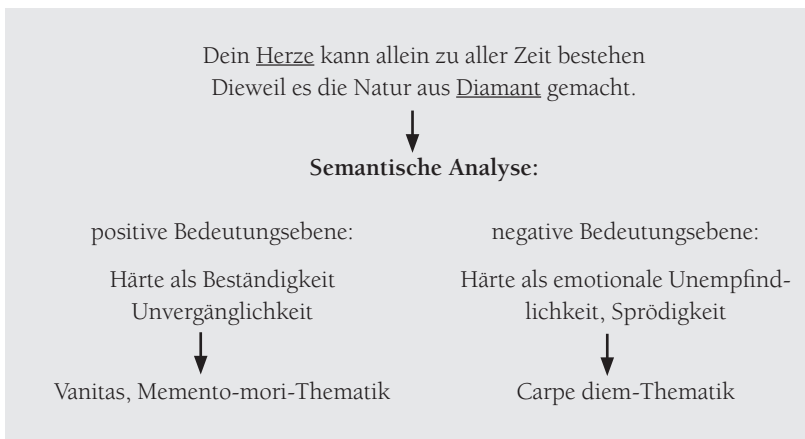 Dein Herze kann allein zu aller Zeit bestehen
Dieweil es die Natur aus Diamant gemacht.
Semantische Analyse:
positive Bedeutungsebene:
Härte als Beständigkeit
Unvergänglichkeit
Vanitas, Memento-mori-Thematik
negative Bedeutungsebene:
Härte als emotionale Unempfind-
lichkeit, Sprödigkeit
Carpe diem-Thematik